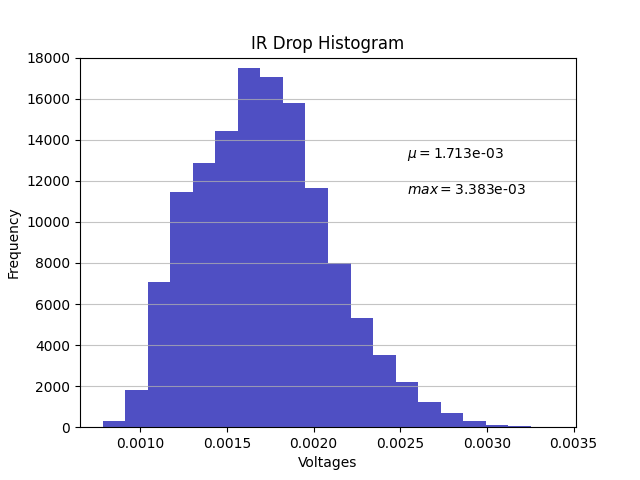 IR Drop Histogram
18000
16000
14000
12000
10000
8000
6000
4000
2000
0
Frequency
μ = 1.713e-03
max = 3.383e-03
0.0010 0.0015 0.0020 0.0025 0.0030 0.0035
Voltages